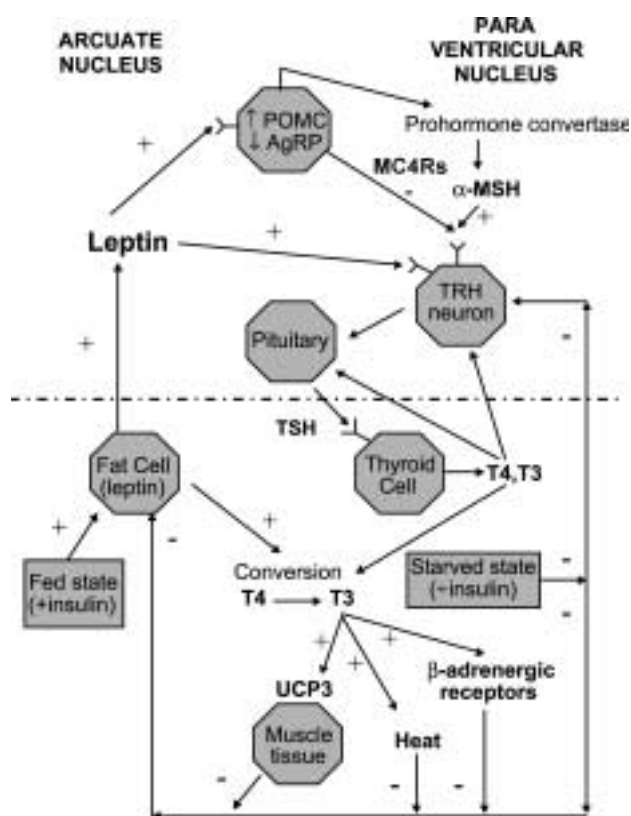 ARCUATE
NUCLEUS
PARA
VENTRICULAR
NUCLEUS
↑ POMC
↓ AgRP
Prohormone convertase
+
MC4Rs
-
α-MSH
+
Leptin
+
TRH
neuron
Pituitary
+
-
TSH
Fat Cell
(leptin)
Thyroid
Cell
T4,T3
+
-
+
Fed state
(+insulin)
Conversion
T4
T3
Starved state
(-insulin)
-
-
+
+
+
UCP3
β-adrenergic
receptors
Muscle
tissue
Heat
-
-
-